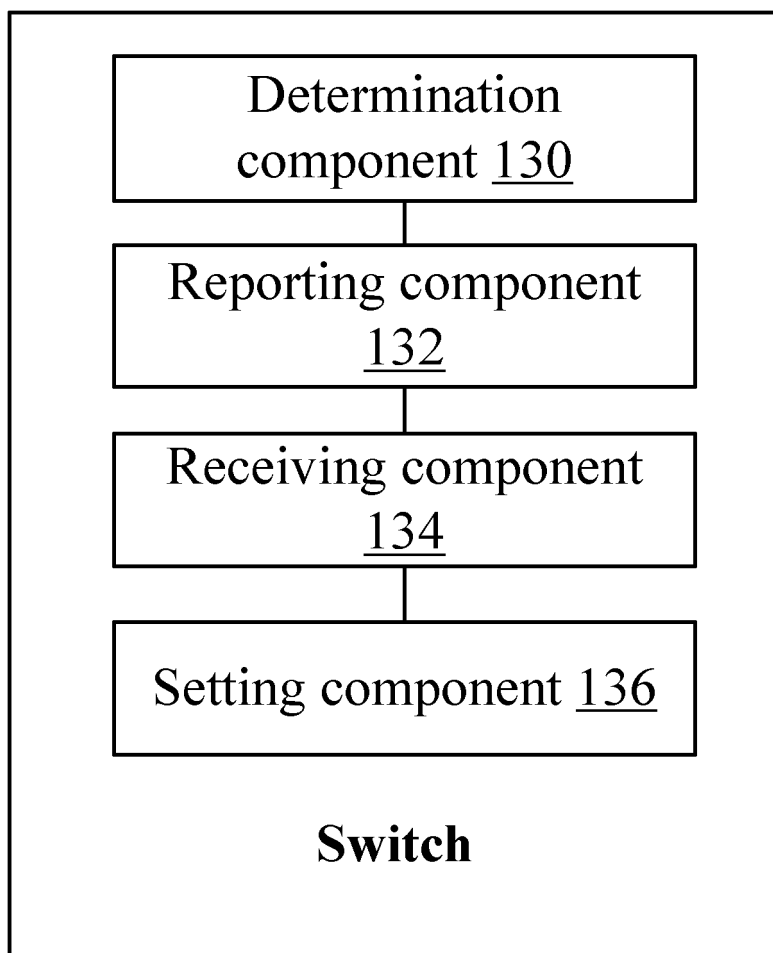 Determination
component 130
Reporting component
132
Receiving component
134
Setting component 136
Switch